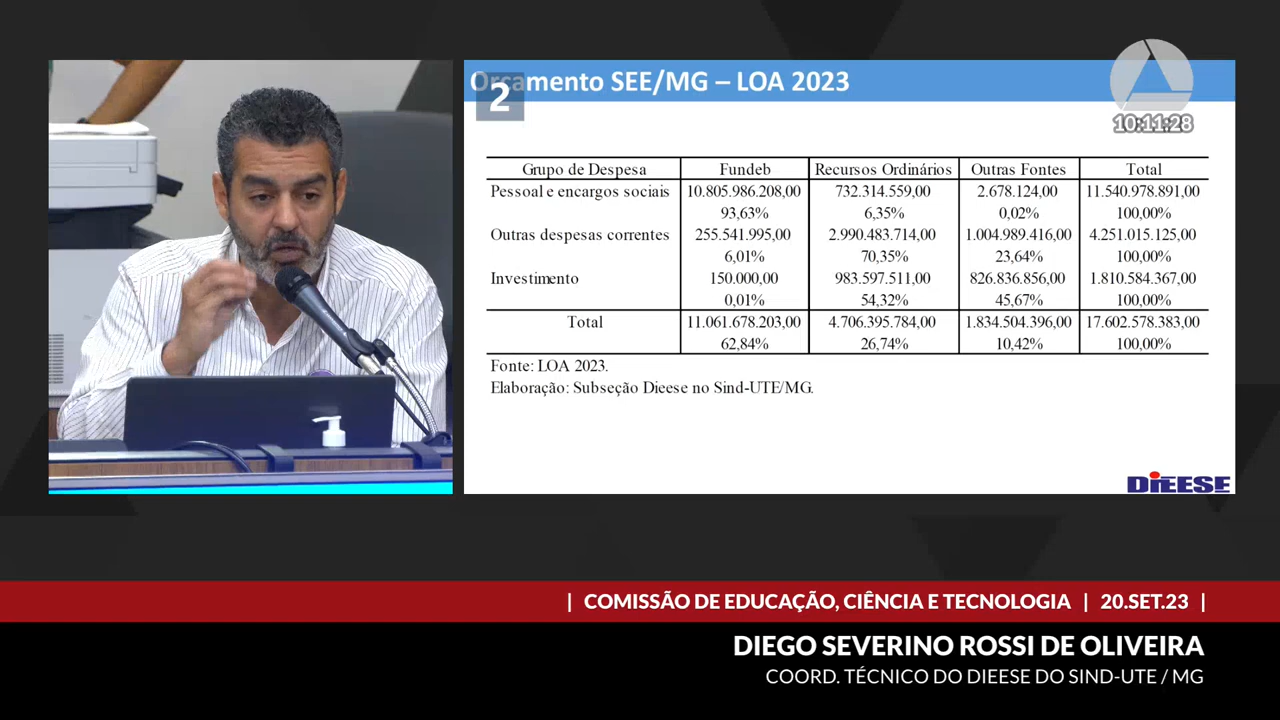 Orçamento SEE/MG – LOA 2023
2
10:11:28
Grupo de Despesa Fundeb Recursos Ordinários Outras Fontes Total
Pessoal e encargos sociais 10.805.986.208,00 732.314.559,00 2.678.124,00 11.540.978.891,00
93,63% 6,35% 0,02% 100,00%
Outras despesas correntes 255.541.995,00 2.990.483.714,00 1.004.989.416,00 4.251.015.125,00
6,01% 70,35% 23,64% 100,00%
Investimento 150.000,00 983.597.511,00 826.836.856,00 1.810.584.367,00
0,01% 54,32% 45,67% 100,00%
Total 11.061.678.203,00 4.706.395.784,00 1.834.504.396,00 17.602.578.383,00
62,84% 26,74% 10,42% 100,00%
Fonte: LOA 2023.
Elaboração: Subseção Dieese no Sind-UTE/MG.
DIEESE
| COMISSÃO DE EDUCAÇÃO, CIÊNCIA E TECNOLOGIA | 20.SET.23 |
DIEGO SEVERINO ROSSI DE OLIVEIRA
COORD. TÉCNICO DO DIEESE DO SIND-UTE / MG